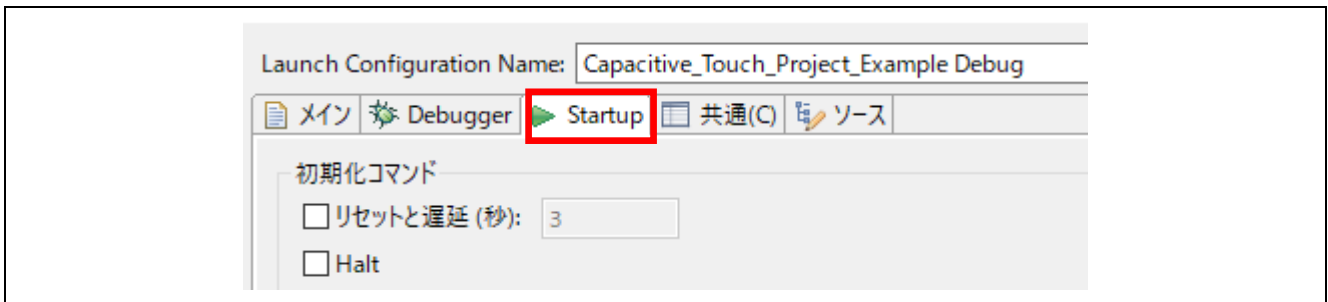 Launch Configuration Name: Capacitive_Touch_Project_Example Debug
メイン Debugger Startup 共通(C) ソース
初期化コマンド
リセットと遅延 (秒): 3
Halt